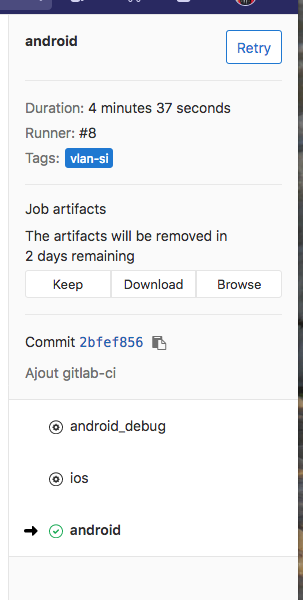 android
Retry
Duration: 4 minutes 37 seconds
Runner: #8
Tags: vlan-si
Job artifacts
The artifacts will be removed in
2 days remaining
Keep Download Browse
Commit 2bfef856
Ajout gitlab-ci
android_debug
ios
android